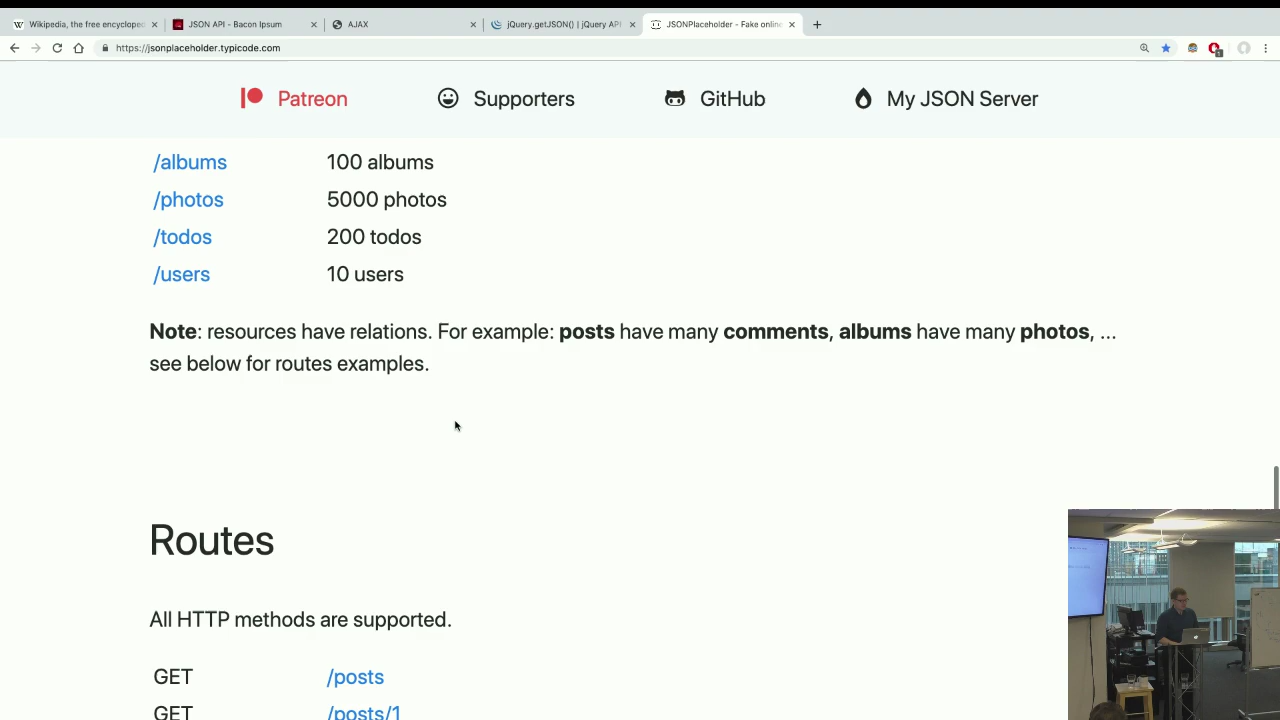 Wikipedia, the free encycloped
JSON API - Bacon Ipsum
AJAX
jQuery.getJSON() | jQuery API
JSONPlaceholder - Fake online
https://jsonplaceholder.typicode.com
Patreon
Supporters
GitHub
My JSON Server
/albums 100 albums
/photos 5000 photos
/todos 200 todos
/users 10 users
Note: resources have relations. For example: posts have many comments, albums have many photos, ...
see below for routes examples.
Routes
All HTTP methods are supported.
GET /posts
GET /posts/1